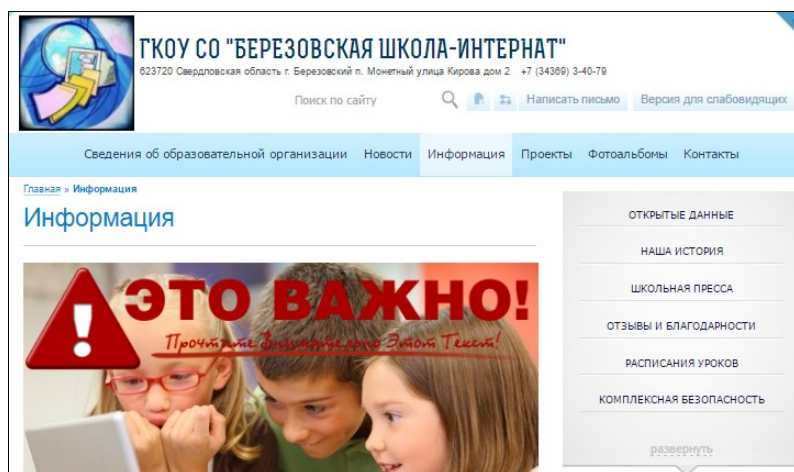 ГКОУ СО "БЕРЕЗОВСКАЯ ШКОЛА-ИНТЕРНАТ"
623720 Свердловская область г. Березовский п. Монетный улица Кирова дом 2 +7 (34369) 3-40-79
Поиск по сайту
Написать письмо
Версия для слабовидящих
Сведения об образовательной организации Новости Информация Проекты Фотоальбомы Контакты
Главная » Информация
Информация
ЭТО ВАЖНО!
Прочтите Внимательно Этот Текст!
ОТКРЫТЫЕ ДАННЫЕ
НАША ИСТОРИЯ
ШКОЛЬНАЯ ПРЕССА
ОТЗЫВЫ И БЛАГОДАРНОСТИ
РАСПИСАНИЯ УРОКОВ
КОМПЛЕКСНАЯ БЕЗОПАСНОСТЬ
развернуть